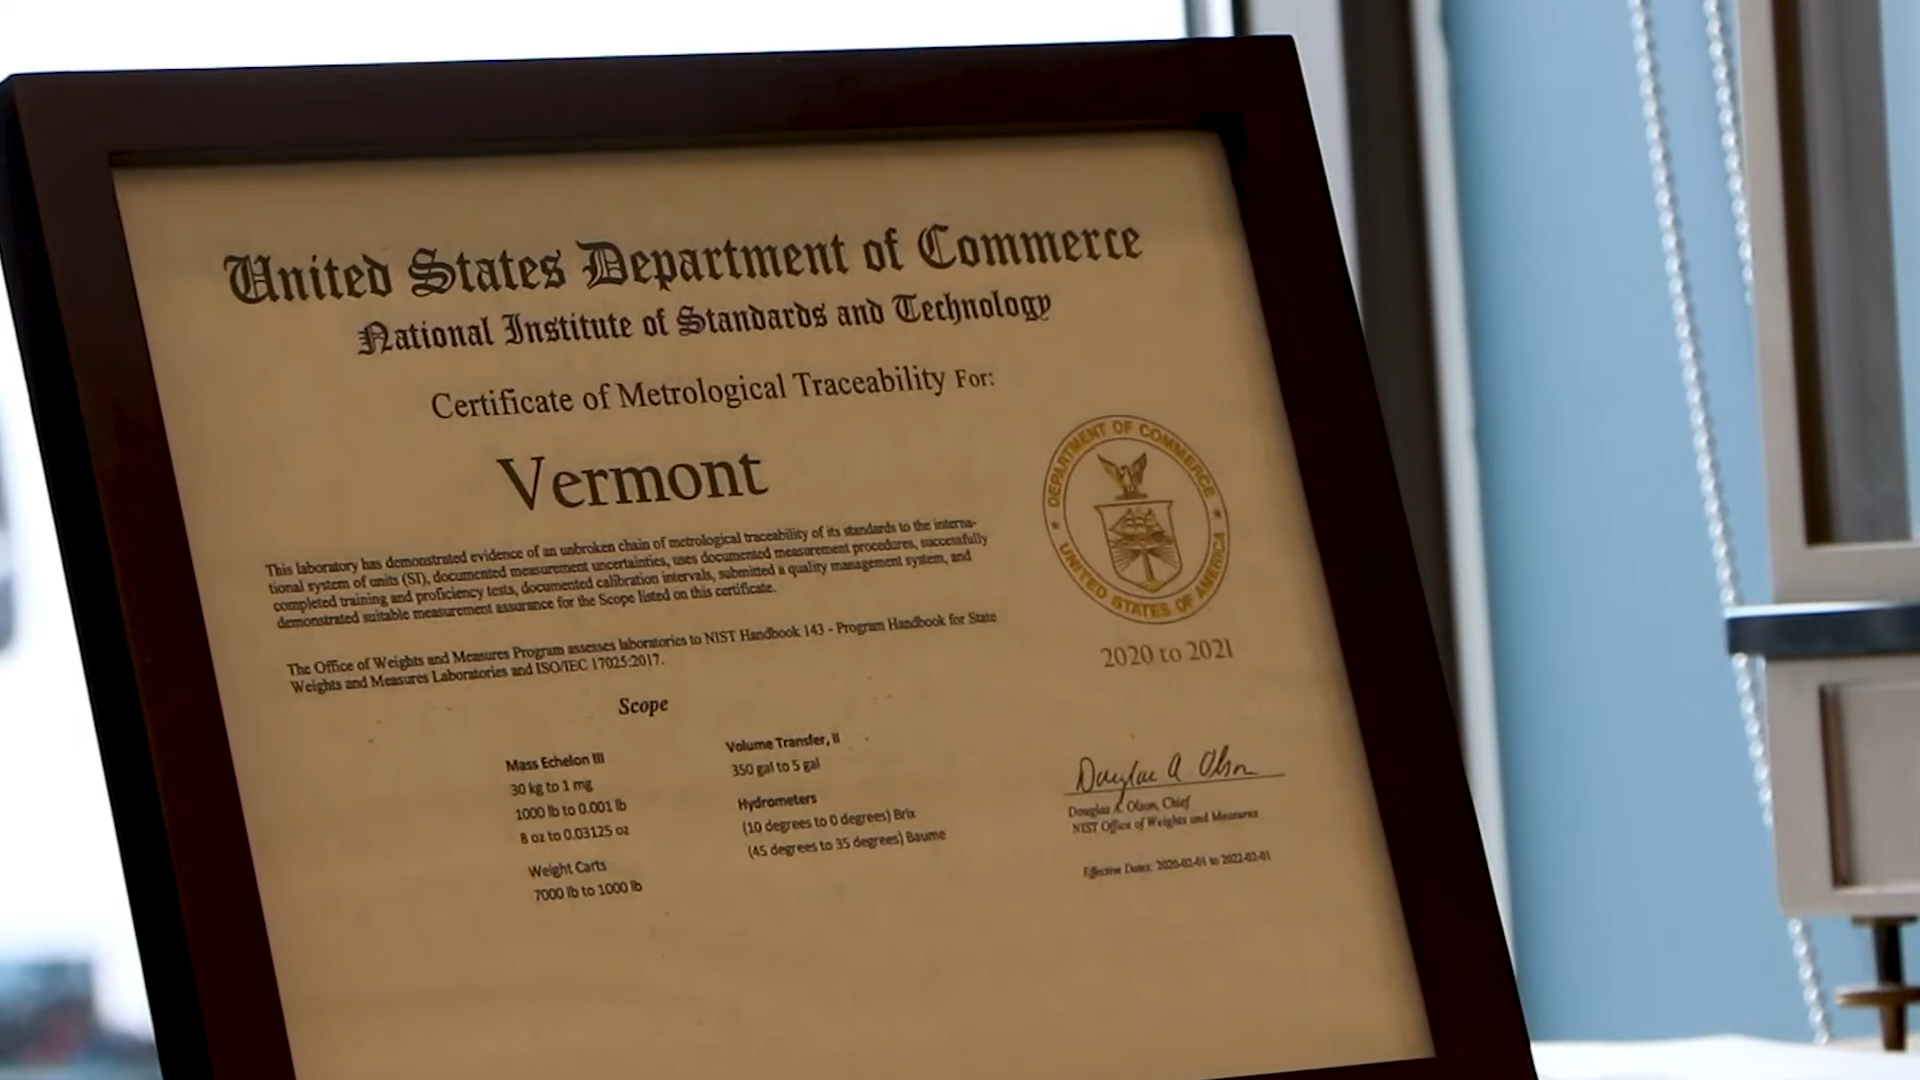 United States Department of Commerce
National Institute of Standards and Technology
Certificate of Metrological Traceability For:
Vermont
This laboratory has demonstrated evidence of an unbroken chain of metrological traceability of its standards to the interna-
tional system of units (SI), documented measurement uncertainties, uses documented measurement procedures, successfully
completed training and proficiency tests, documented calibration intervals, submitted a quality management system, and
demonstrated suitable measurement assurance for the Scope listed on this certificate.
The Office of Weights and Measures Program assesses laboratories to NIST Handbook 143 - Program Handbook for State
Weights and Measures Laboratories and ISO/IEC 17025:2017.
Scope
Mass Echelon III
30 kg to 1 mg
1000 lb to 0.001 lb
8 oz to 0.03125 oz
Weight Carts
7000 lb to 1000 lb
Volume Transfer, II
350 gal to 5 gal
Hydrometers
(10 degrees to 0 degrees) Brix
(45 degrees to 35 degrees) Baume
DEPARTMENT OF COMMERCE
UNITED STATES OF AMERICA
2020 to 2021
Douglas A Olson
Douglas A. Olson, Chief
NIST Office of Weights and Measures
Effective Dates: 2020-02-01 to 2022-02-01